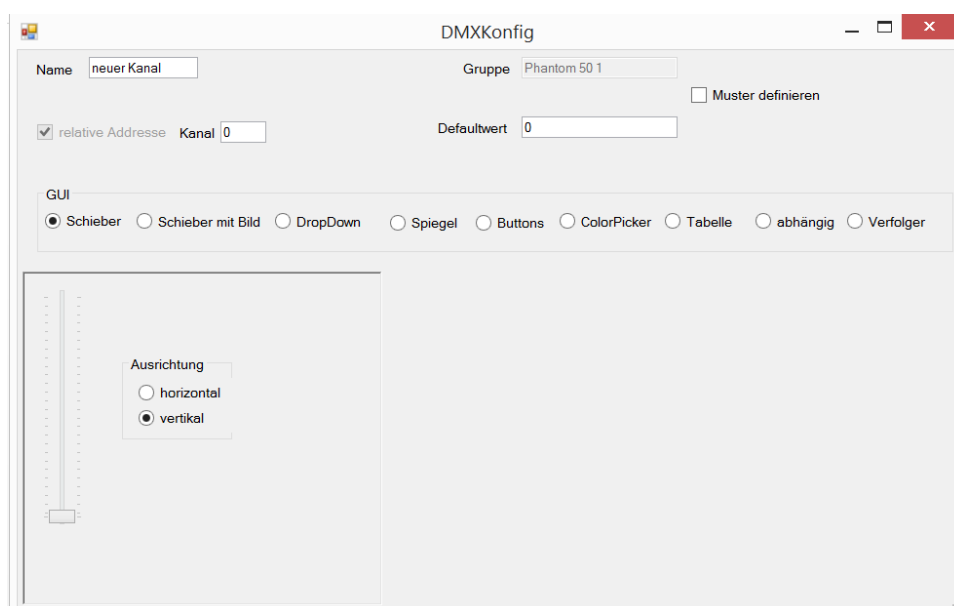 DMXKonfig
Name neuer Kanal Gruppe Phantom 50 1
Muster definieren
relative Addresse Kanal 0 Defaultwert 0
GUI
Schieber Schieber mit Bild DropDown Spiegel Buttons ColorPicker Tabelle abhängig Verfolger
Ausrichtung
horizontal
vertikal